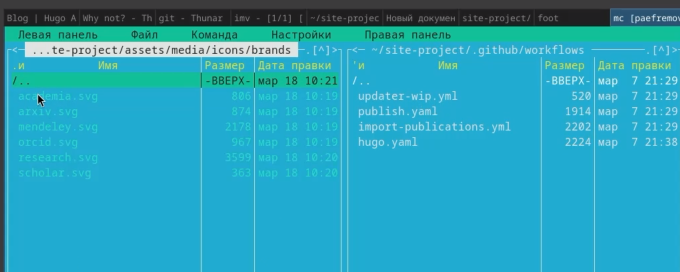 Blog | Hugo A Why not? - Th git - Thunar imv - [1/1] [ ~/site-projec Новый докумен site-project/ foot mc [paefremov
Левая панель Файл Команда Настройки Правая панель
<─ ...te-project/assets/media/icons/brands .[^]> <─ ~/site-project/.github/workflows .[^]>
.и Имя Размер Дата правки 'и Имя Размер Дата правки
/.. -ВВЕРХ- мар 18 10:21 /.. -ВВЕРХ- мар 7 21:29
academia.svg 806 мар 18 10:19 updater-wip.yml 520 мар 7 21:29
arxiv.svg 874 мар 18 10:19 publish.yaml 1914 мар 7 21:29
mendeley.svg 2178 мар 18 10:19 import-publications.yml 2202 мар 7 21:29
orcid.svg 967 мар 18 10:19 hugo.yaml 2224 мар 7 21:38
research.svg 3599 мар 18 10:20
scholar.svg 363 мар 18 10:20